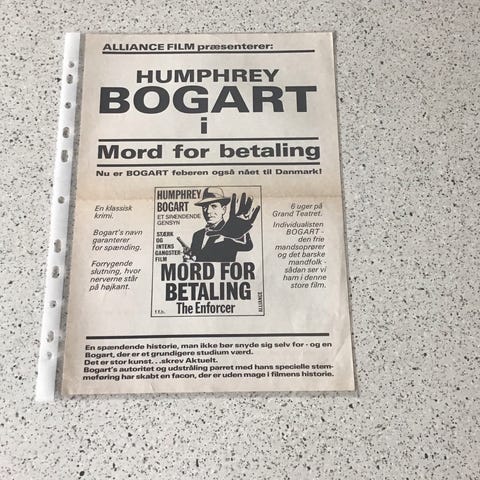 ALLIANCE FILM præsenterer:
HUMPHREY
BOGART
i
Mord for betaling
Nu er BOGART feberen også nået til Danmark!
En klassisk
krimi.
Bogart's navn
garanterer
for spænding.
Forrygende
slutning, hvor
nerverne står
på højkant.
HUMPHREY
BOGART
ET SPÆNDENDE
GENSYN
STÆRK
OG
INTENS
GANGSTER-
FILM
MORD FOR
BETALING
The Enforcer
f.f.b.
ALLIANCE
6 uger på
Grand Teatret.
Individualisten
BOGART -
den frie
mandsoprører
og det barske
mandfolk -
sådan ser vi
ham i denne
store film.
En spændende historie, man ikke bør snyde sig selv for - og en
Bogart, der er et grundigere studium værd.
Det er stor kunst. . .skrev Aktuelt.
Bogart's autoritet og udstråling parret med hans specielle stem-
meføring har skabt en facon, der er uden mage i filmens historie.